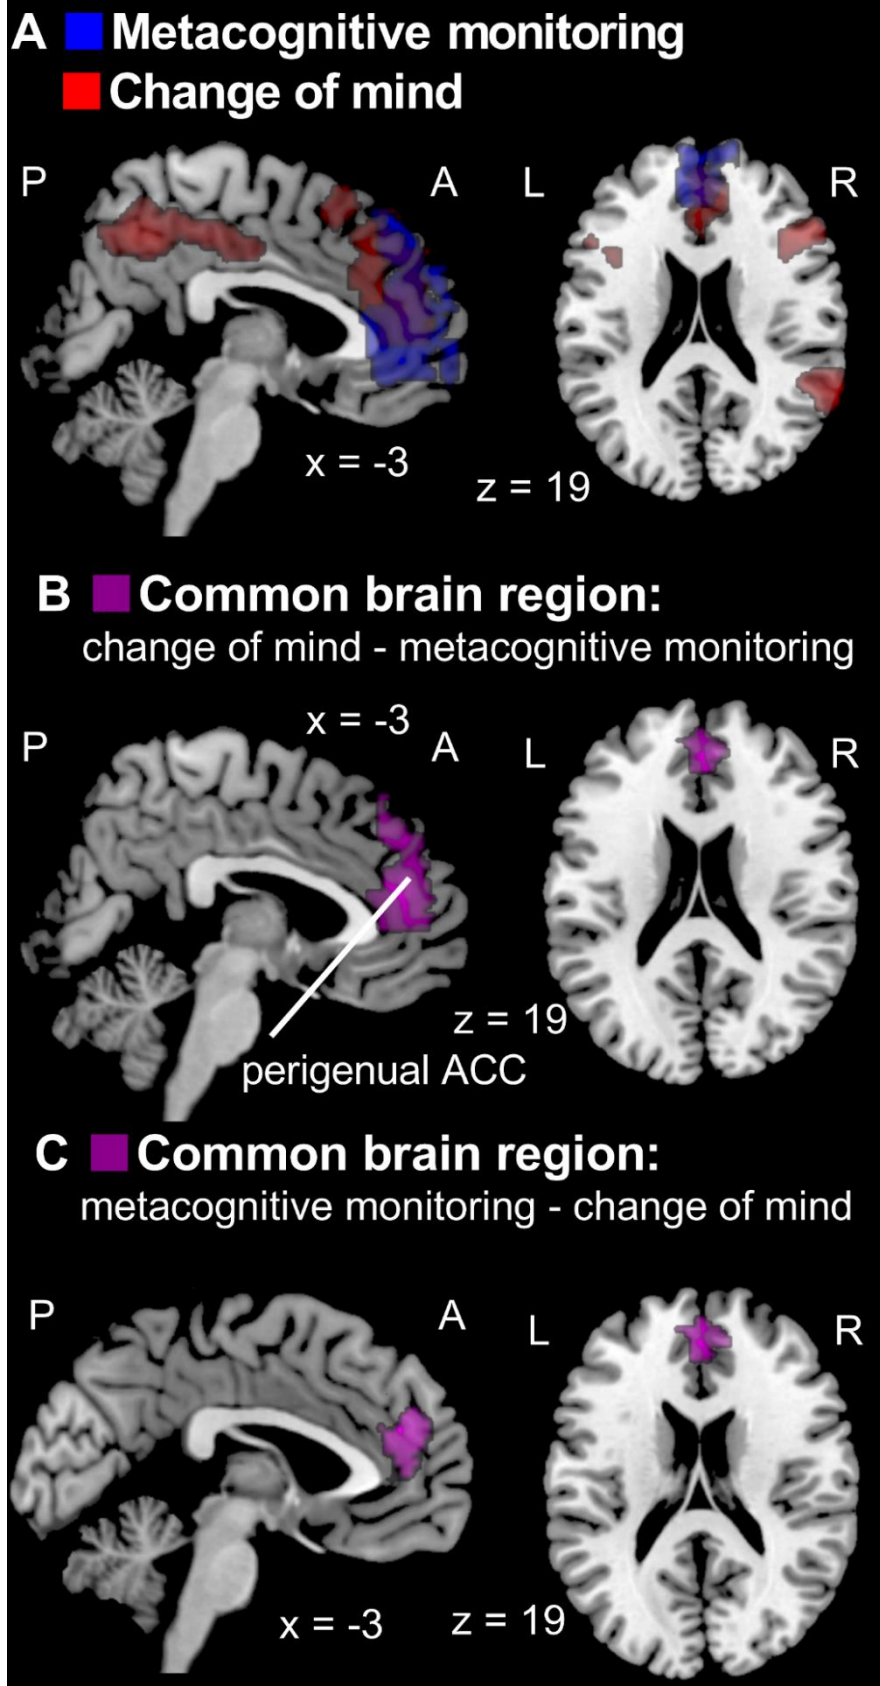 A Metacognitive monitoring
Change of mind
P A L R
x = -3
z = 19
B Common brain region:
change of mind - metacognitive monitoring
x = -3
P A L R
z = 19
perigenual ACC
C Common brain region:
metacognitive monitoring - change of mind
P A L R
x = -3 z = 19